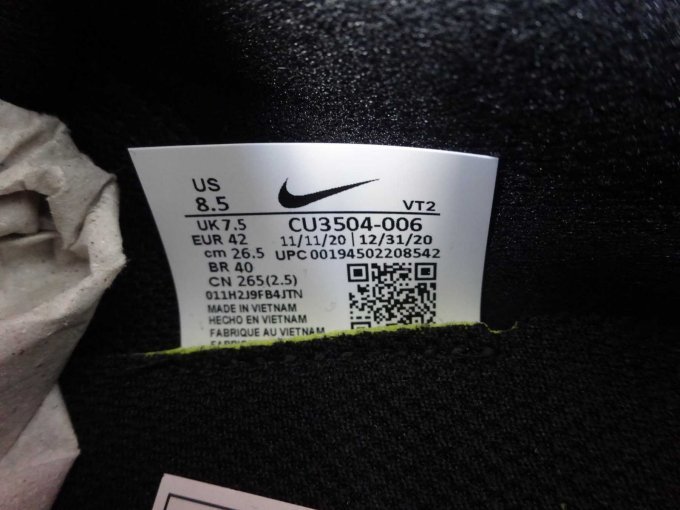 US
8.5 VT2
UK 7.5 CU3504-006
EUR 42 11/11/20 | 12/31/20
cm 26.5 UPC 00194502208542
BR 40
CN 265(2.5)
011H2J9FB4JTN
MADE IN VIETNAM
HECHO EN VIETNAM
FABRIQUE AU VIETNAM